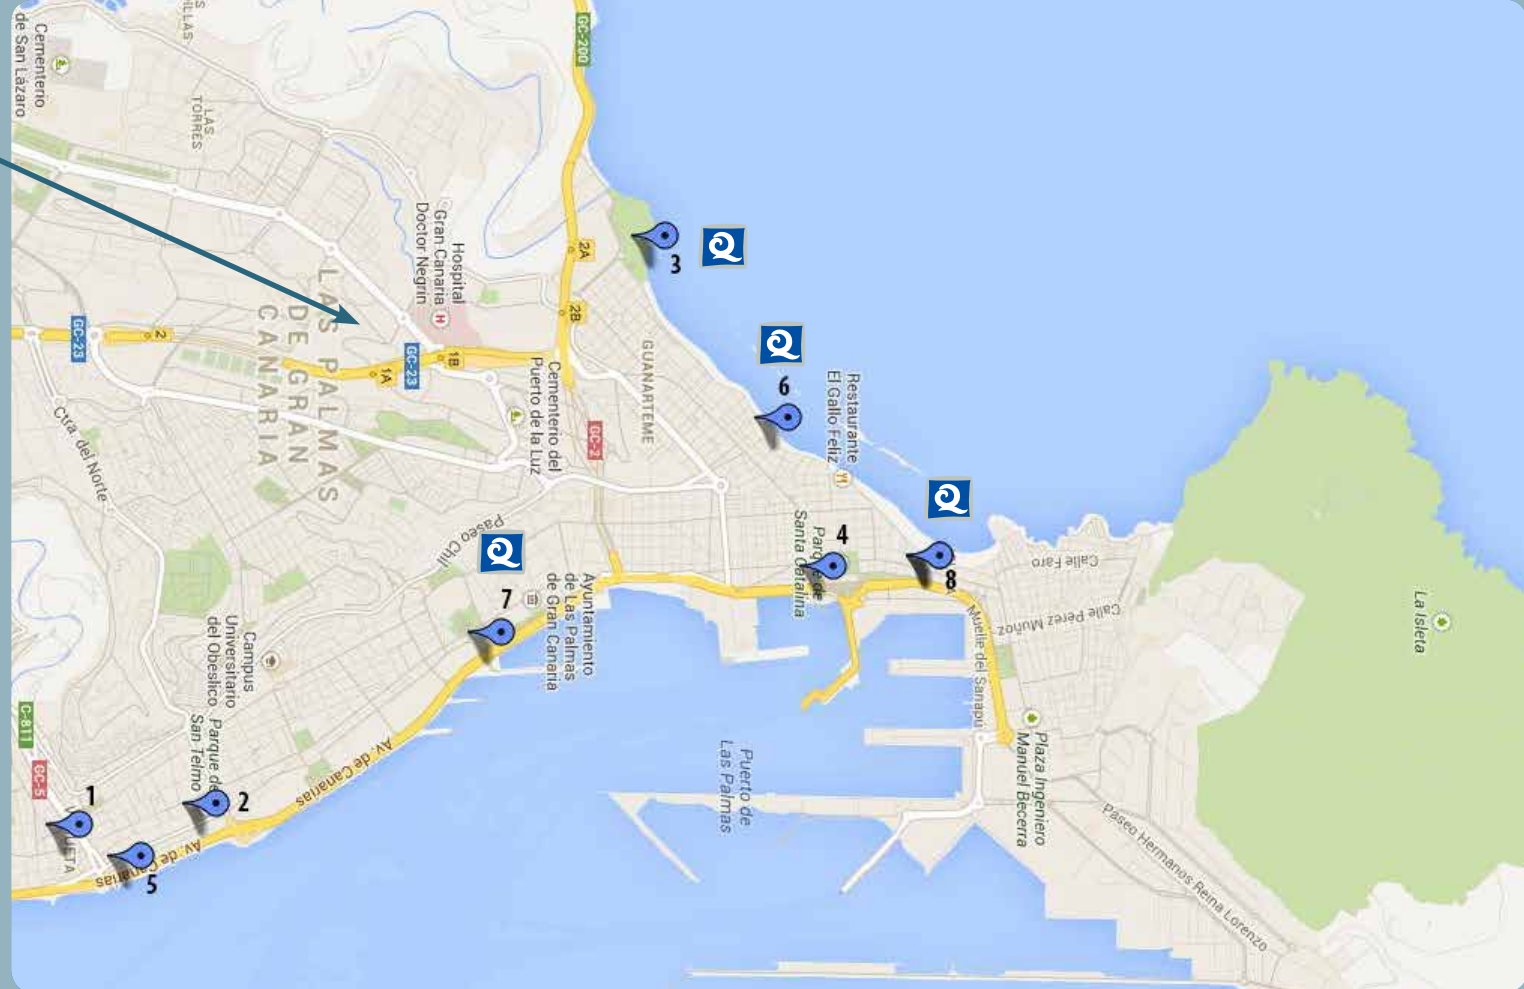 Cementerio
de San Lázaro
LAS
TORRES
GC-200
Hospital
Gran Canaria
Doctor Negrín
H
2A
2B
3
Q
LAS PALMAS
DE GRAN
CANARIA
GC-23
2
1A
GC-23
1B
Cementerio del
Puerto de la Luz
GUANARTEME
GC-2
Q
6
Restaurante
El Gallo Feliz
Q
8
4
Parque de
Santa Catalina
Ctra. del Norte
Paseo Chil
Q
7
Ayuntamiento
de Las Palmas
de Gran Canaria
Calle Faro
Calle Pérez Muñoz
Muelle del Sanapú
La Isleta
Campus
Universitario
del Obeslico
Parque de
San Telmo
2
Av. de Canarias
C-811
GC-5
1
UETA
5
Av. de Canarias
Puerto de
Las Palmas
Plaza Ingeniero
Manuel Becerra
Paseo Hermanos Reina Lorenzo